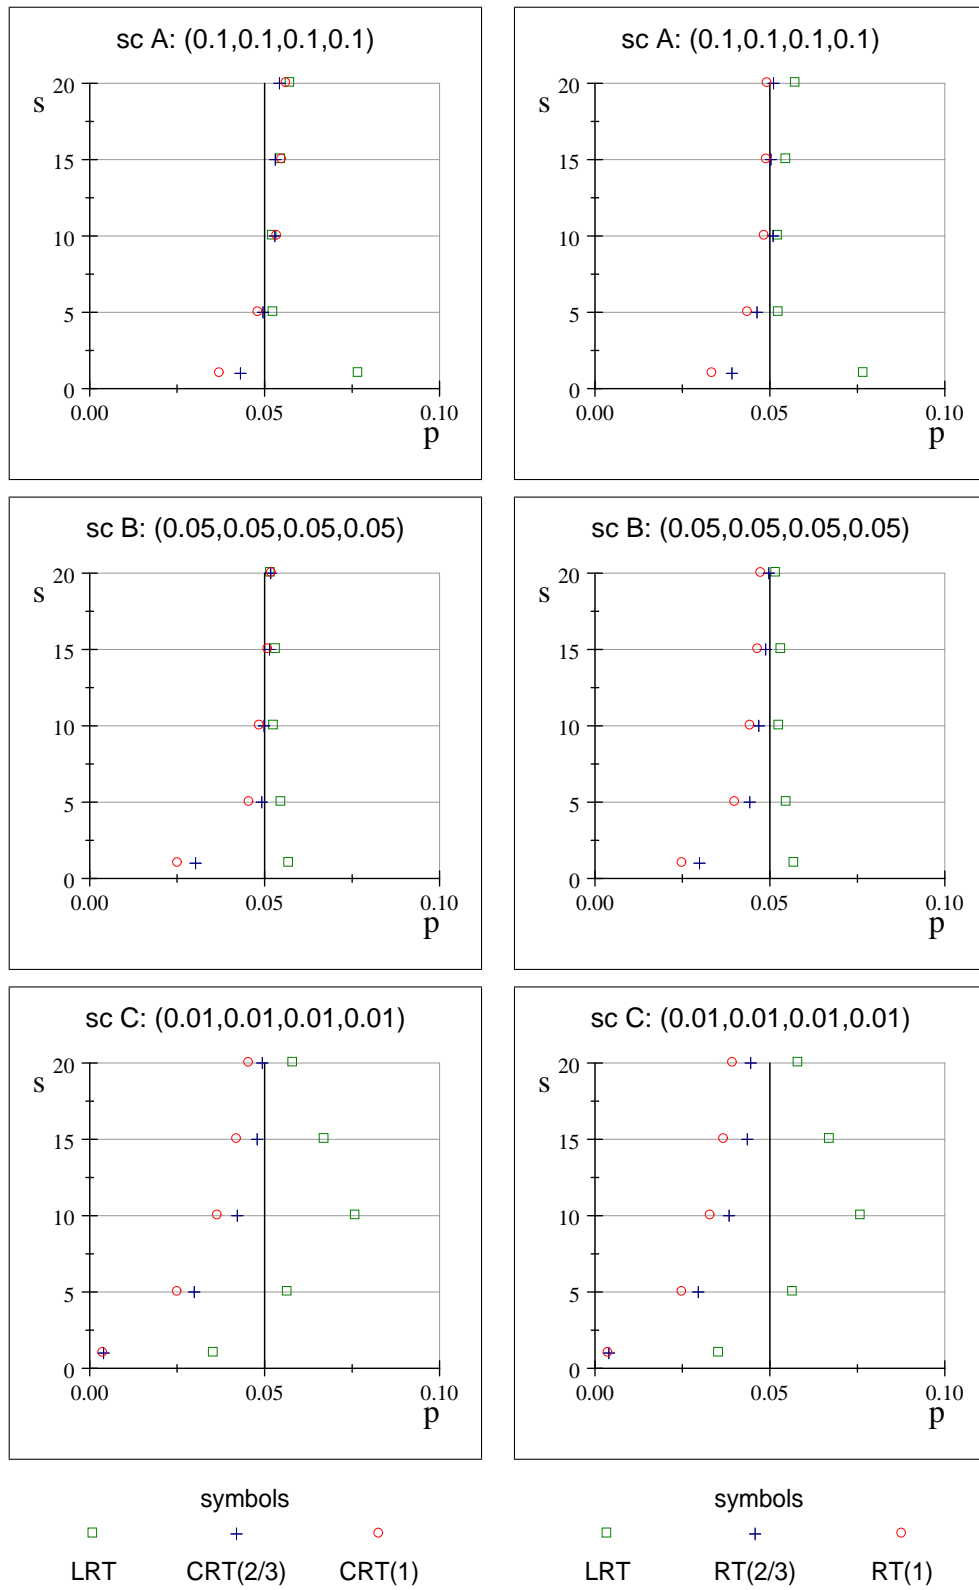 sc A: (0.1,0.1,0.1,0.1)
20
s
15
10
5
0
0.00
0.05
0.10
p
sc A: (0.1,0.1,0.1,0.1)
20
s
15
10
5
0
0.00
0.05
0.10
p
sc B: (0.05,0.05,0.05,0.05)
20
s
15
10
5
0
0.00
0.05
0.10
p
sc B: (0.05,0.05,0.05,0.05)
20
s
15
10
5
0
0.00
0.05
0.10
p
sc C: (0.01,0.01,0.01,0.01)
20
s
15
10
5
0
0.00
0.05
0.10
p
sc C: (0.01,0.01,0.01,0.01)
20
s
15
10
5
0
0.00
0.05
0.10
p
symbols
LRT
CRT(2/3)
CRT(1)
symbols
LRT
RT(2/3)
RT(1)